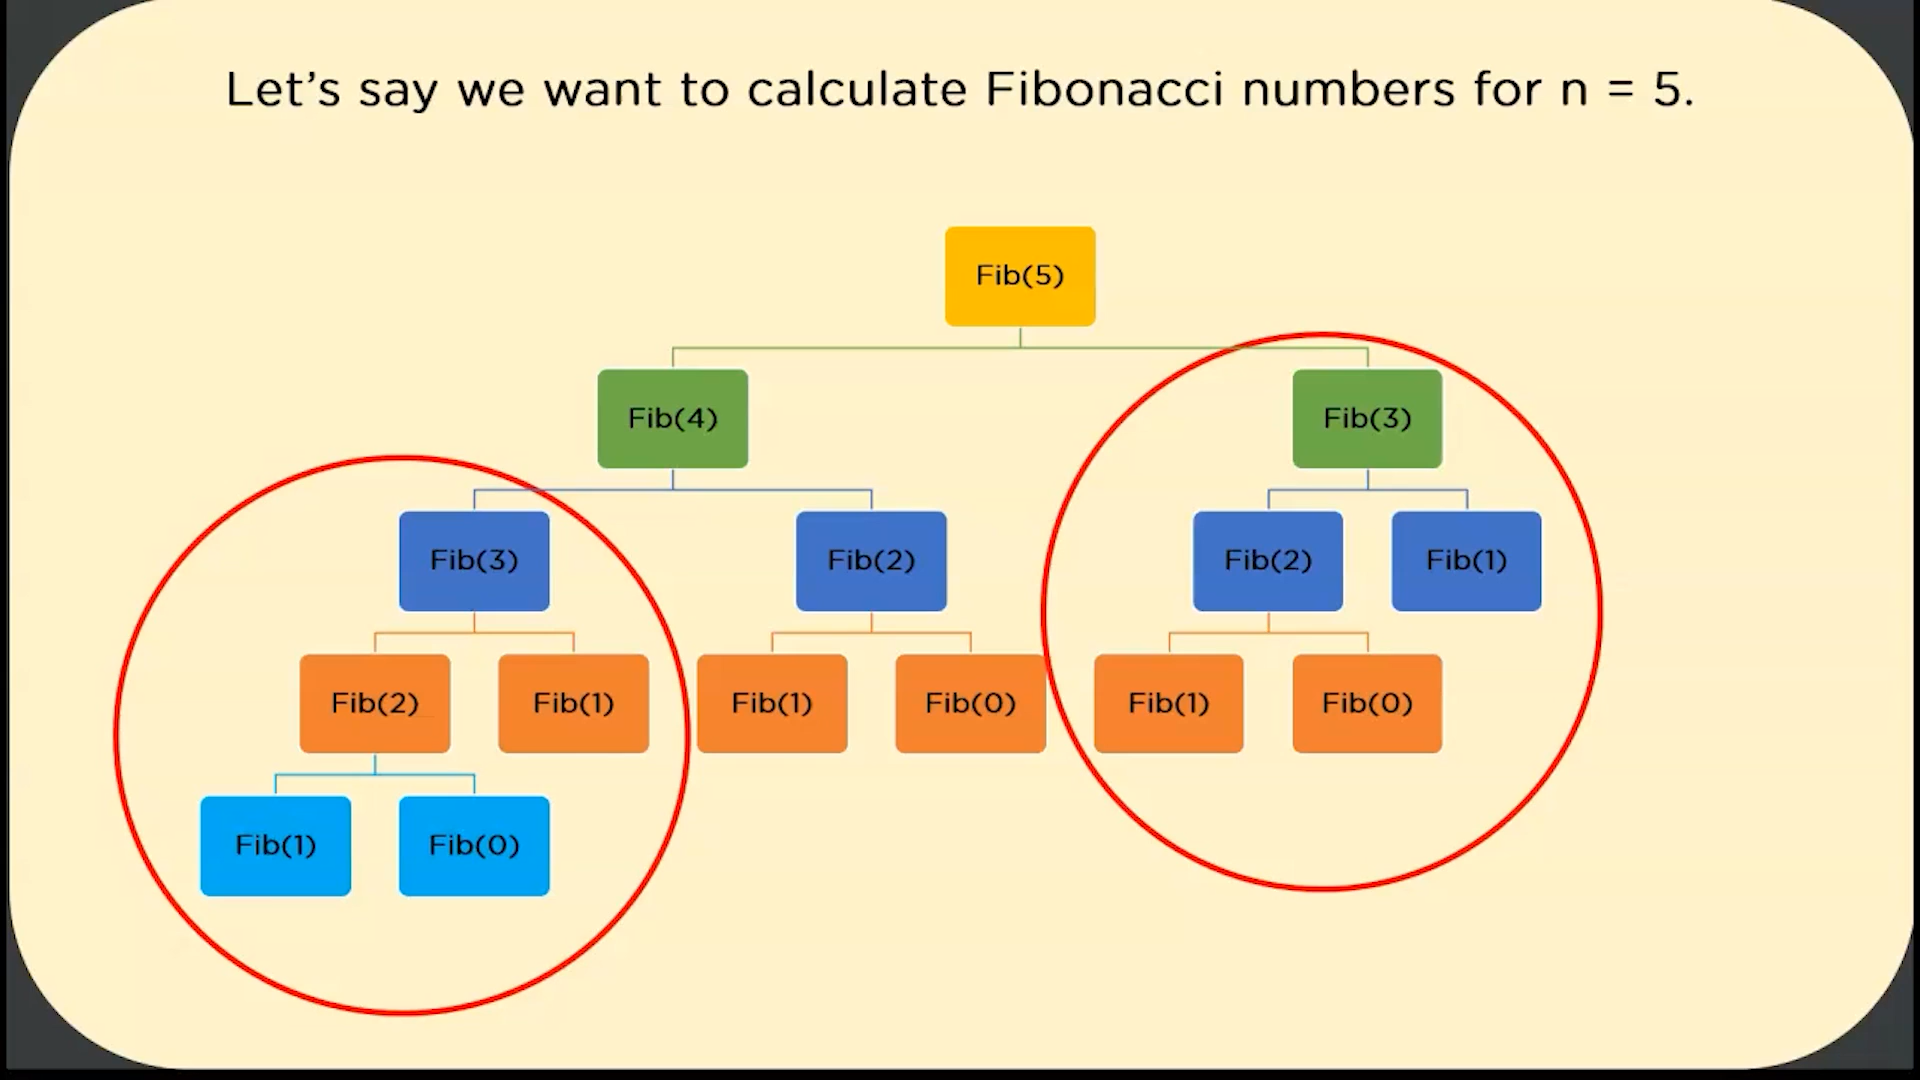 Let's say we want to calculate Fibonacci numbers for n = 5.
Fib(5)
Fib(4)
Fib(3)
Fib(3)
Fib(2)
Fib(2)
Fib(1)
Fib(2)
Fib(1)
Fib(1)
Fib(0)
Fib(1)
Fib(0)
Fib(1)
Fib(0)